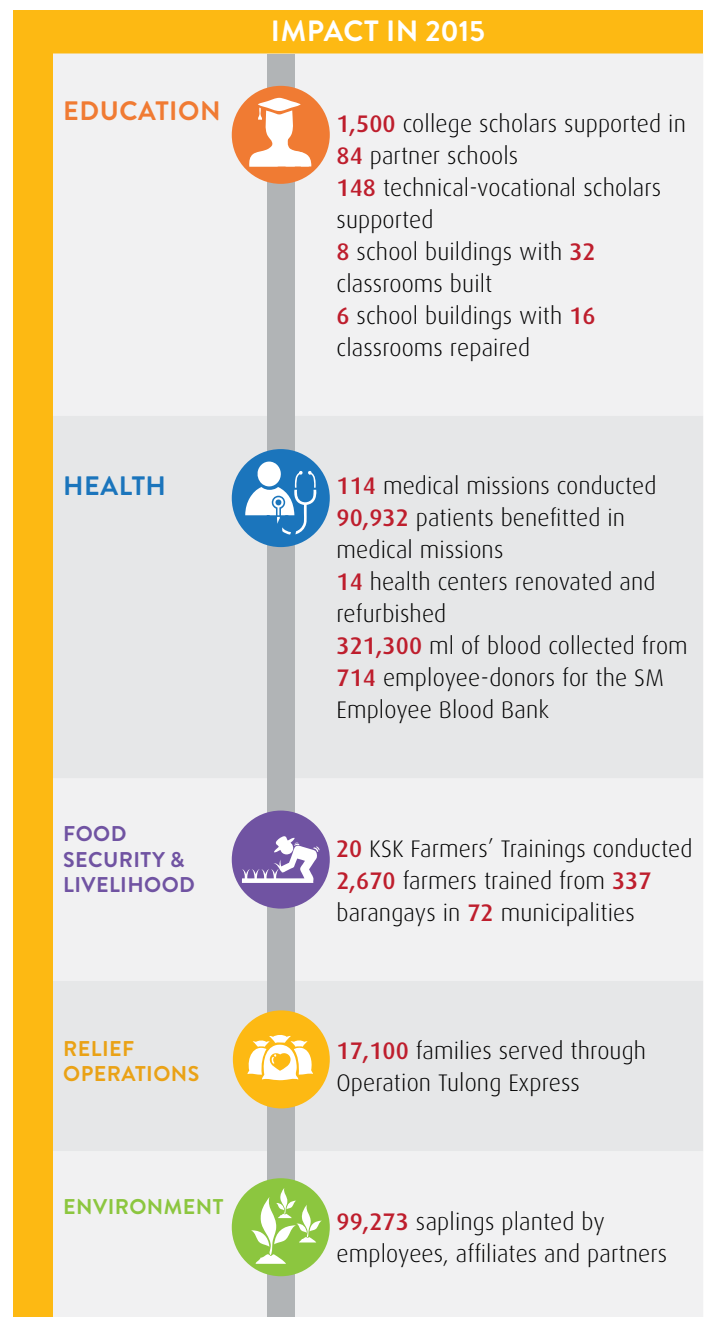 IMPACT IN 2015
EDUCATION
1,500 college scholars supported in
84 partner schools
148 technical-vocational scholars
supported
8 school buildings with 32
classrooms built
6 school buildings with 16
classrooms repaired
HEALTH
114 medical missions conducted
90,932 patients benefitted in
medical missions
14 health centers renovated and
refurbished
321,300 ml of blood collected from
714 employee-donors for the SM
Employee Blood Bank
FOOD
SECURITY &
LIVELIHOOD
20 KSK Farmers’ Trainings conducted
2,670 farmers trained from 337
barangays in 72 municipalities
RELIEF
OPERATIONS
17,100 families served through
Operation Tulong Express
ENVIRONMENT
99,273 saplings planted by
employees, affiliates and partners